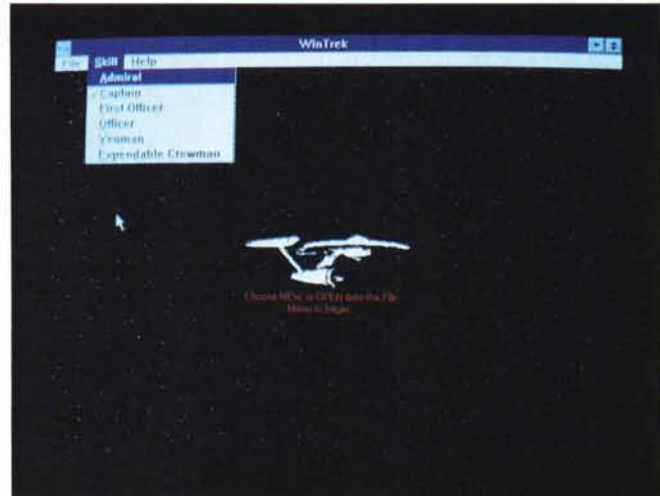 WinTrek
File Skill Help
Admiral
Captain
First Officer
Officer
Yeoman
Expendable Crewman
Choose NEW or OPEN from the File
Menu to begin